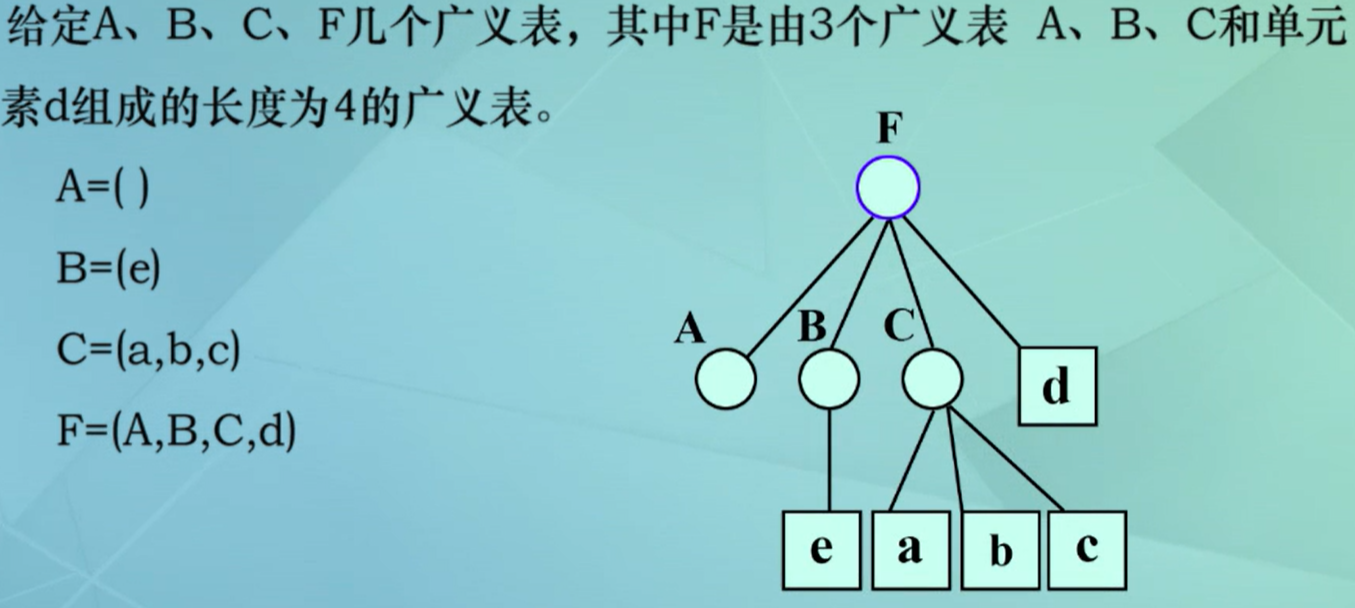 给定A、B、C、F几个广义表，其中F是由3个广义表 A、B、C和单元
素d组成的长度为4的广义表。
A=( )
B=(e)
C=(a,b,c)
F=(A,B,C,d)
F
A B C
d
e a b c